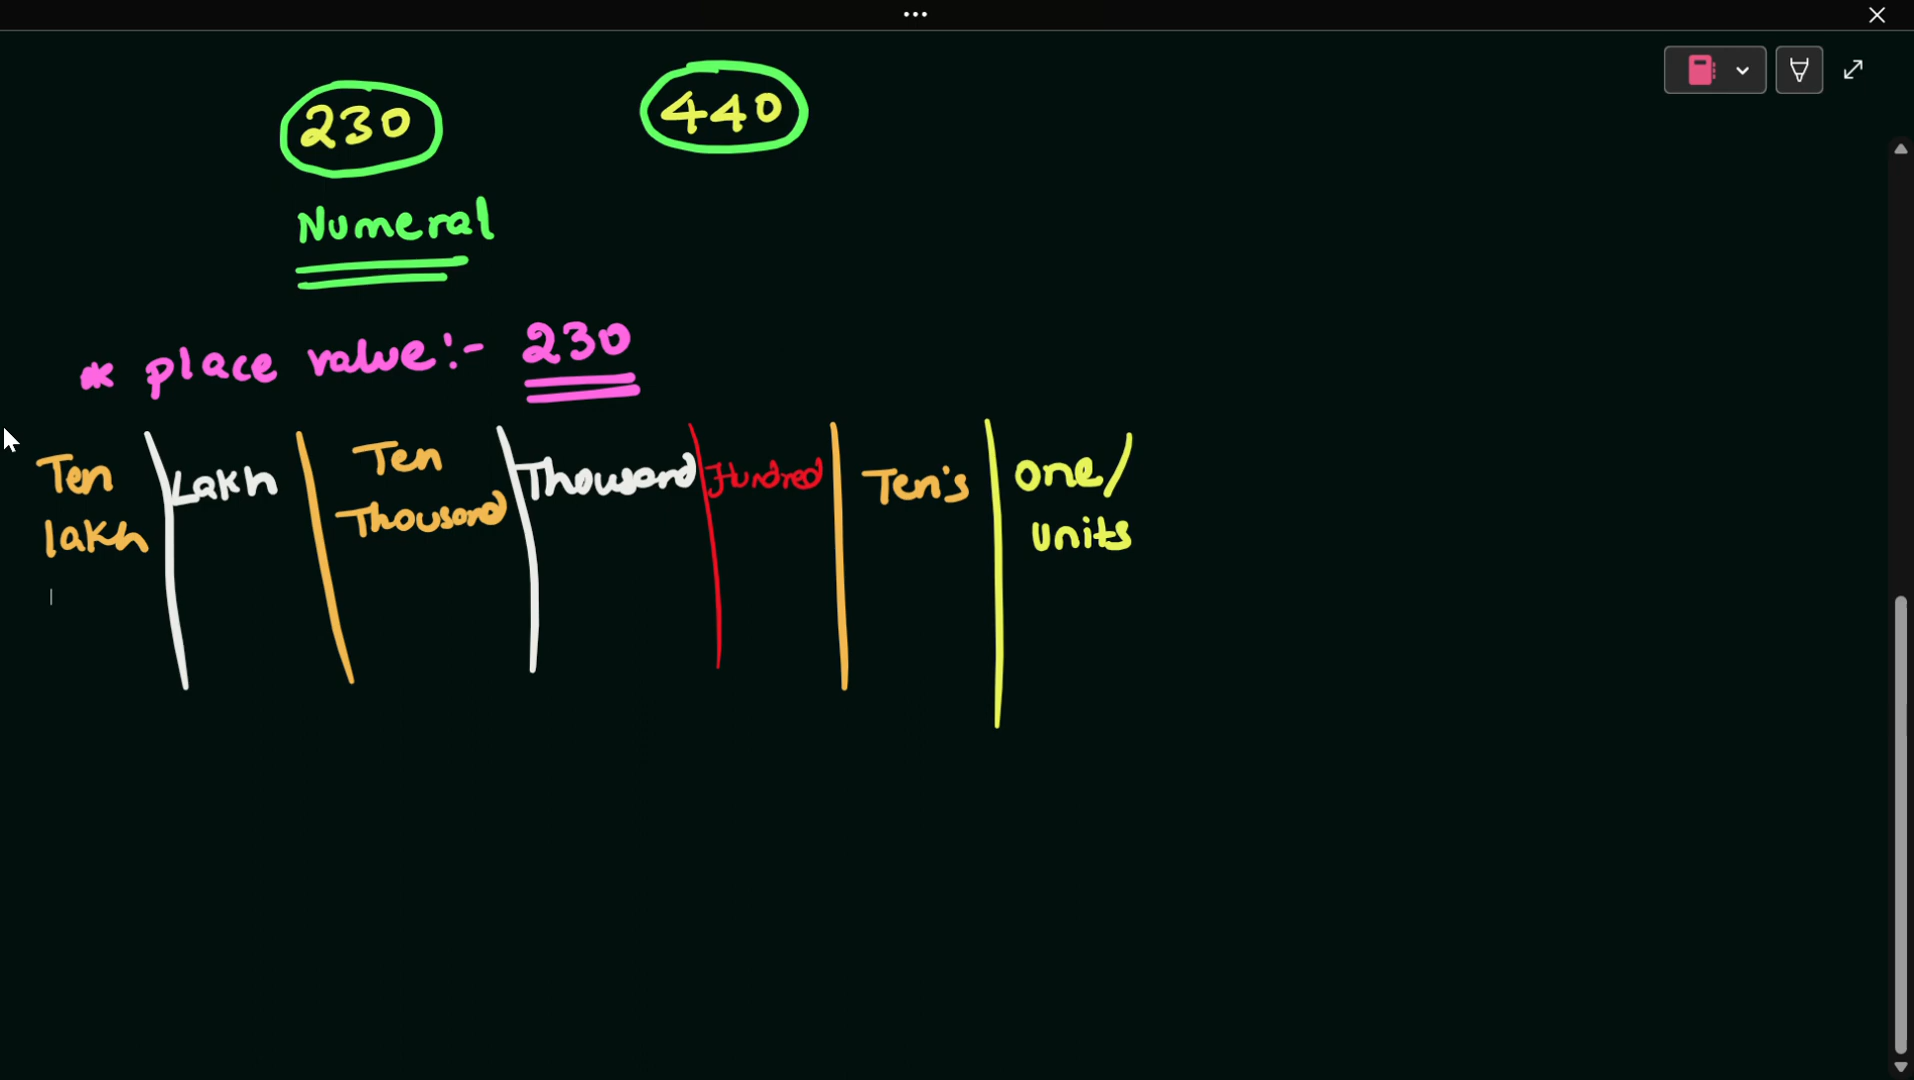 230 440
Numeral
* place value:- 230
Ten lakh | Lakh | Ten Thousand | Thousand | Hundred | Ten's | one/ units